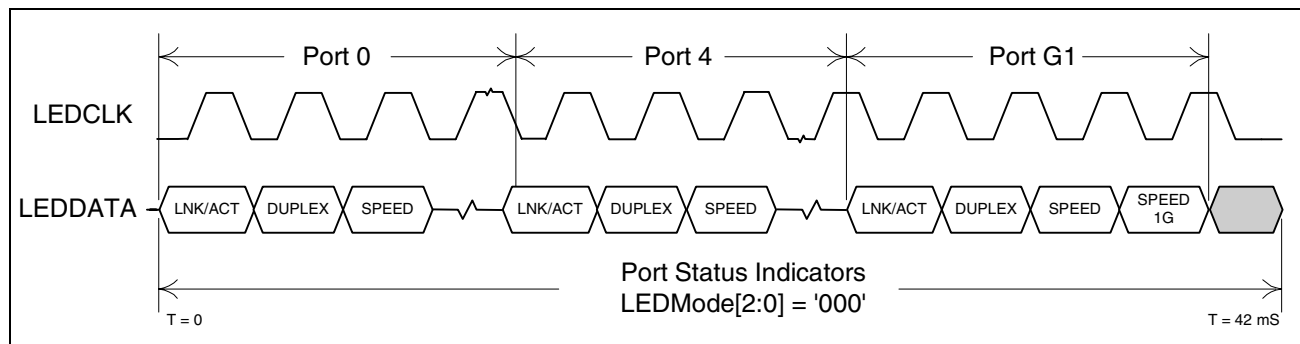 Port 0
Port 4
Port G1
LEDCLK
LEDDATA
LNK/ACT
DUPLEX
SPEED
LNK/ACT
DUPLEX
SPEED
LNK/ACT
DUPLEX
SPEED
SPEED
1G
Port Status Indicators
LEDMode[2:0] = '000'
T = 0
T = 42 mS